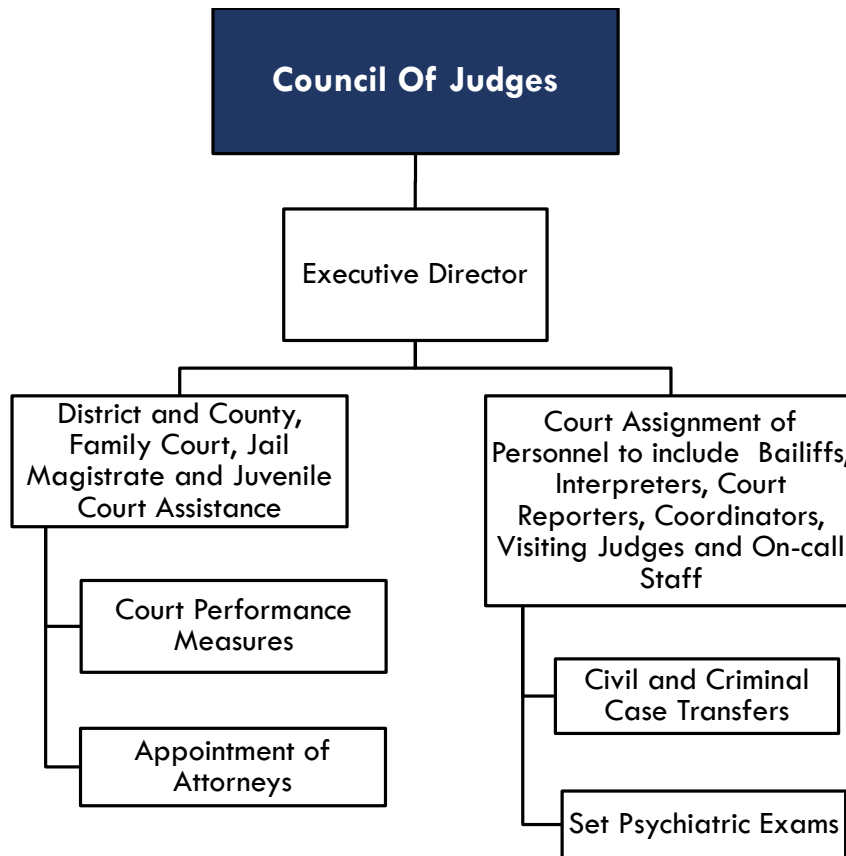 Council Of Judges
Executive Director
District and County,
Family Court, Jail
Magistrate and Juvenile
Court Assistance
Court Assignment of
Personnel to include  Bailiffs,
Interpreters, Court
Reporters, Coordinators,
Visiting Judges and On-call
Staff
Court Performance
Measures
Civil and Criminal
Case Transfers
Appointment of
Attorneys
Set Psychiatric Exams